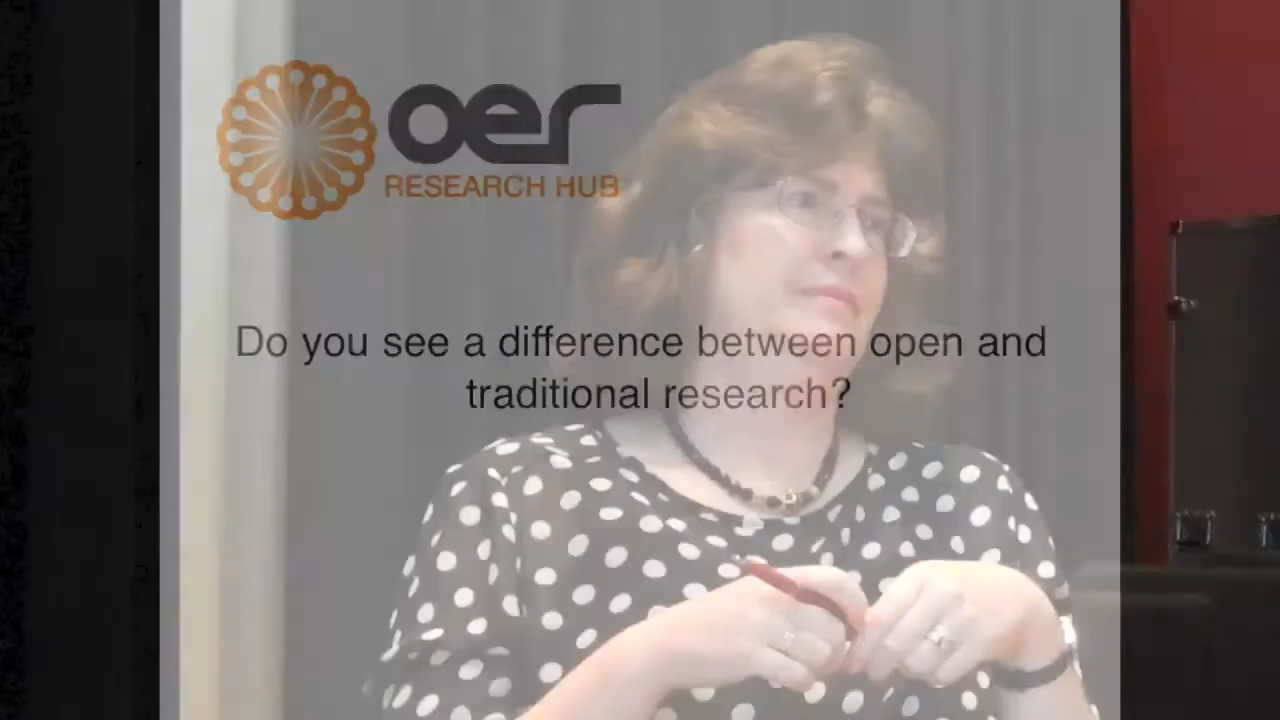 oer
RESEARCH HUB
Do you see a difference between open and
traditional research?